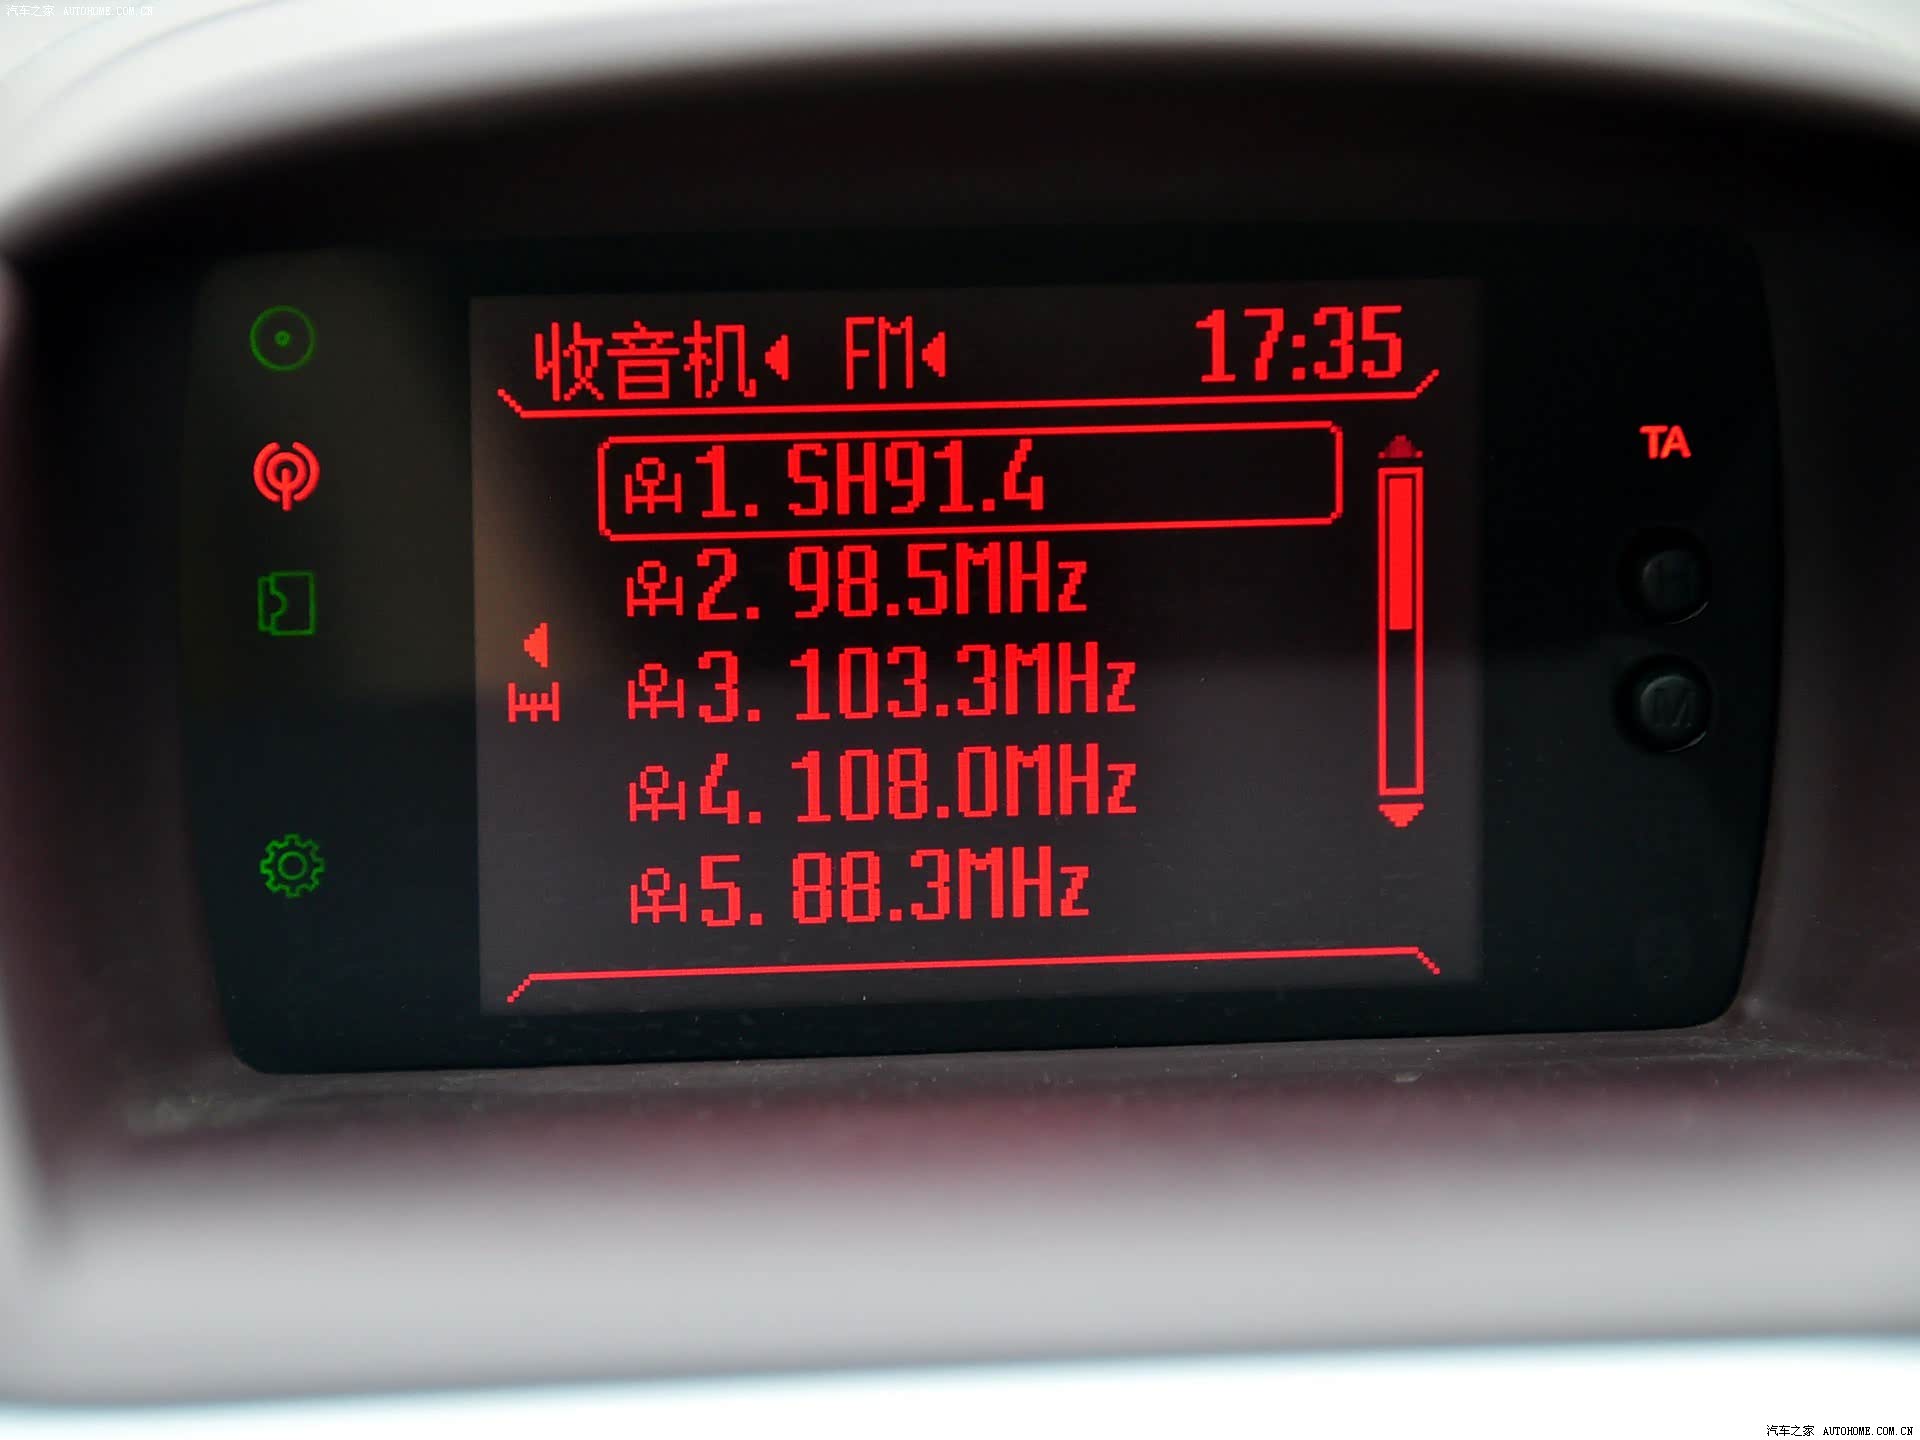 汽车之家 AUTOHOME.COM.CN
收音机 FM 17:35
1. SH91.4
TA
2. 98.5MHz
H
3. 103.3MHz
M
4. 108.0MHz
5. 88.3MHz
汽车之家 AUTOHOME.COM.CN